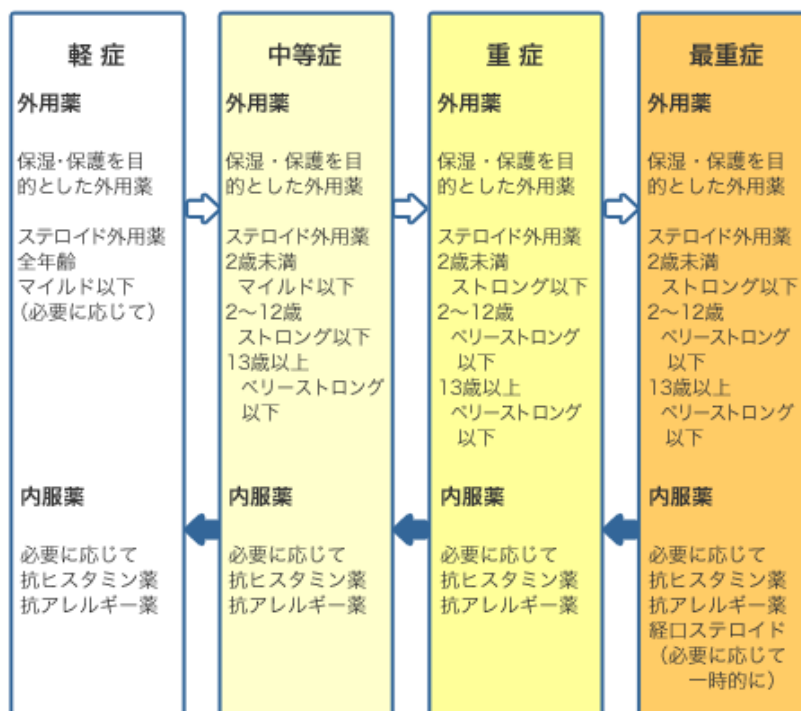 軽 症
外用薬
保湿･保護を目
的とした外用薬
ステロイド外用薬
全年齢
マイルド以下
（必要に応じて）
内服薬
必要に応じて
抗ヒスタミン薬
抗アレルギー薬
中等症
外用薬
保湿・保護を目
的とした外用薬
ステロイド外用薬
2歳未満
マイルド以下
2〜12歳
ストロング以下
13歳以上
ベリーストロング
以下
内服薬
必要に応じて
抗ヒスタミン薬
抗アレルギー薬
重 症
外用薬
保湿・保護を目
的とした外用薬
ステロイド外用薬
2歳未満
ストロング以下
2〜12歳
ベリーストロング
以下
13歳以上
ベリーストロング
以下
内服薬
必要に応じて
抗ヒスタミン薬
抗アレルギー薬
最重症
外用薬
保湿・保護を目
的とした外用薬
ステロイド外用薬
2歳未満
ストロング以下
2〜12歳
ベリーストロング
以下
13歳以上
ベリーストロング
以下
内服薬
必要に応じて
抗ヒスタミン薬
抗アレルギー薬
経口ステロイド
（必要に応じて
一時的に）